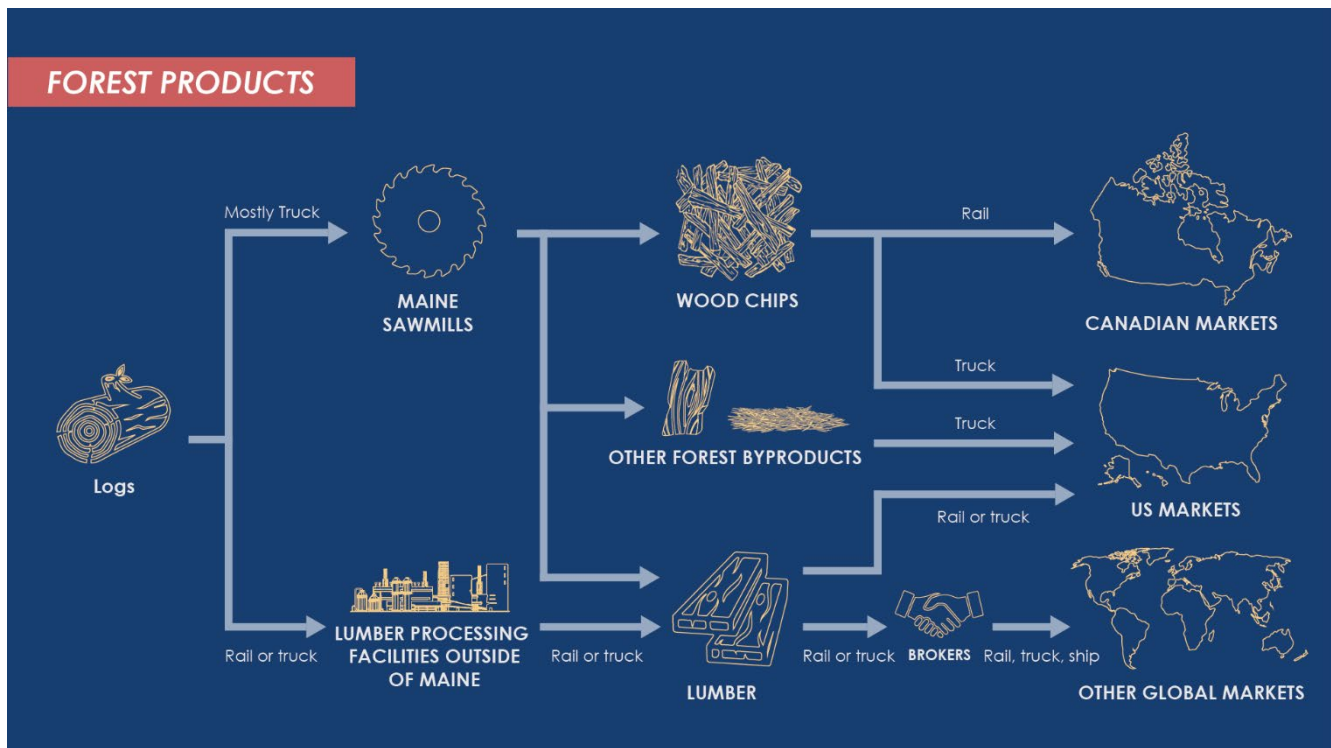 FOREST PRODUCTS
Mostly Truck
Rail
MAINE
SAWMILLS
WOOD CHIPS
CANADIAN MARKETS
Truck
Truck
OTHER FOREST BYPRODUCTS
Logs
US MARKETS
Rail or truck
LUMBER PROCESSING
FACILITIES OUTSIDE
OF MAINE
Rail or truck
Rail or truck
LUMBER
Rail or truck
BROKERS
Rail, truck, ship
OTHER GLOBAL MARKETS